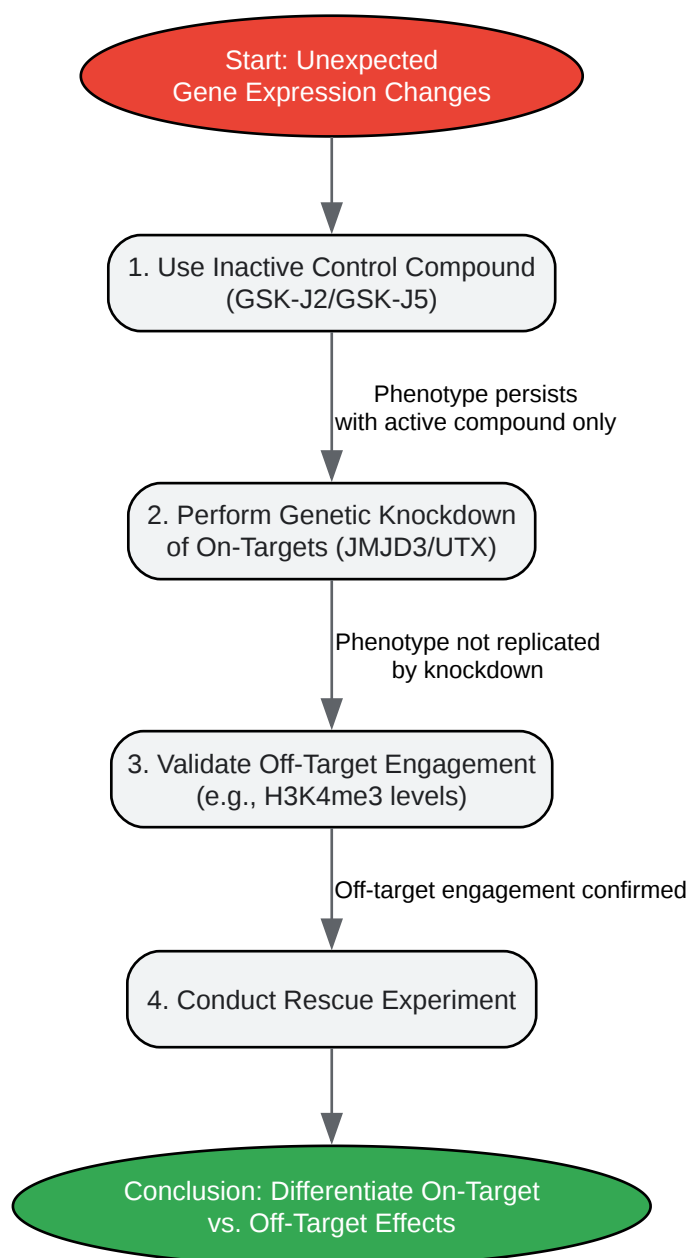 Start: Unexpected
Gene Expression Changes
1. Use Inactive Control Compound
(GSK-J2/GSK-J5)
Phenotype persists
with active compound only
2. Perform Genetic Knockdown
of On-Targets (JMJD3/UTX)
Phenotype not replicated
by knockdown
3. Validate Off-Target Engagement
(e.g., H3K4me3 levels)
Off-target engagement confirmed
4. Conduct Rescue Experiment
Conclusion: Differentiate On-Target
vs. Off-Target Effects